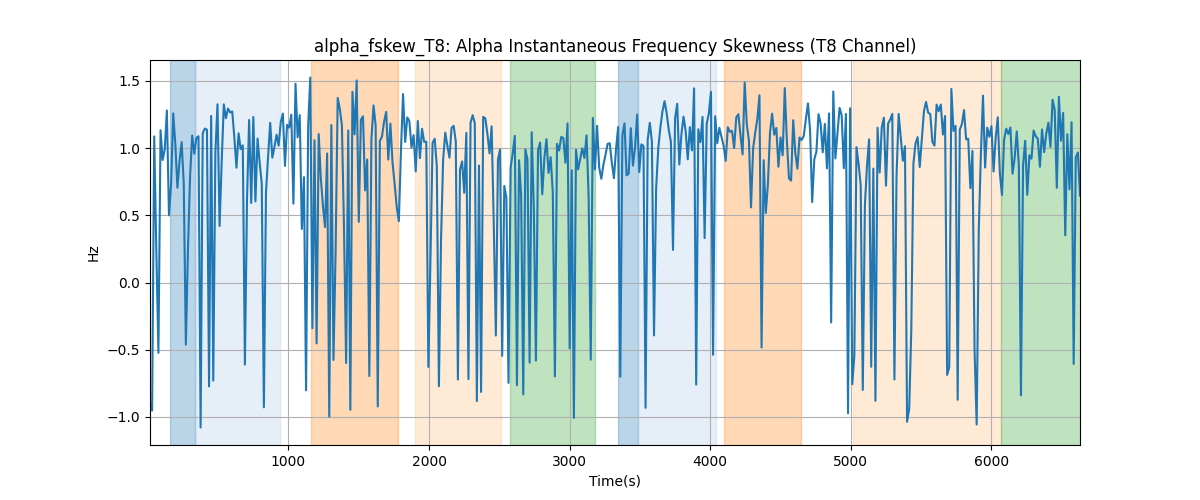 alpha_fskew_T8: Alpha Instantaneous Frequency Skewness (T8 Channel)
1.5
1.0
0.5
0.0
−0.5
−1.0
Hz
1000 2000 3000 4000 5000 6000
Time(s)